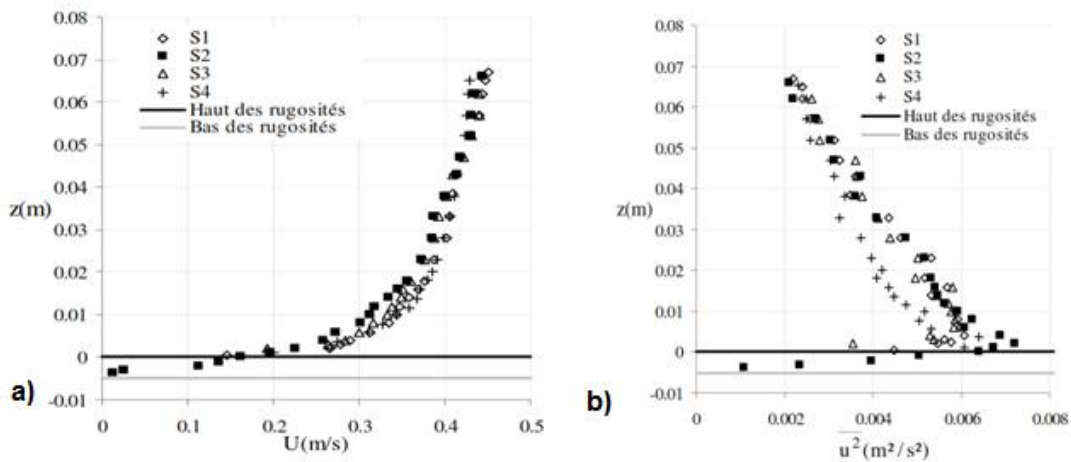 0.08
0.07
0.06
0.05
0.04
z(m)
0.03
0.02
0.01
0
-0.01
S1
S2
S3
S4
Haut des rugosités
Bas des rugosités
a)
0 0.1 0.2 0.3 0.4 0.5
U(m/s)
0.08
0.07
0.06
0.05
0.04
z(m)
0.03
0.02
0.01
0
-0.01
S1
S2
S3
S4
Haut des rugosités
Bas des rugosités
b)
0 0.002 0.004 0.006 0.008
u² (m²/s²)